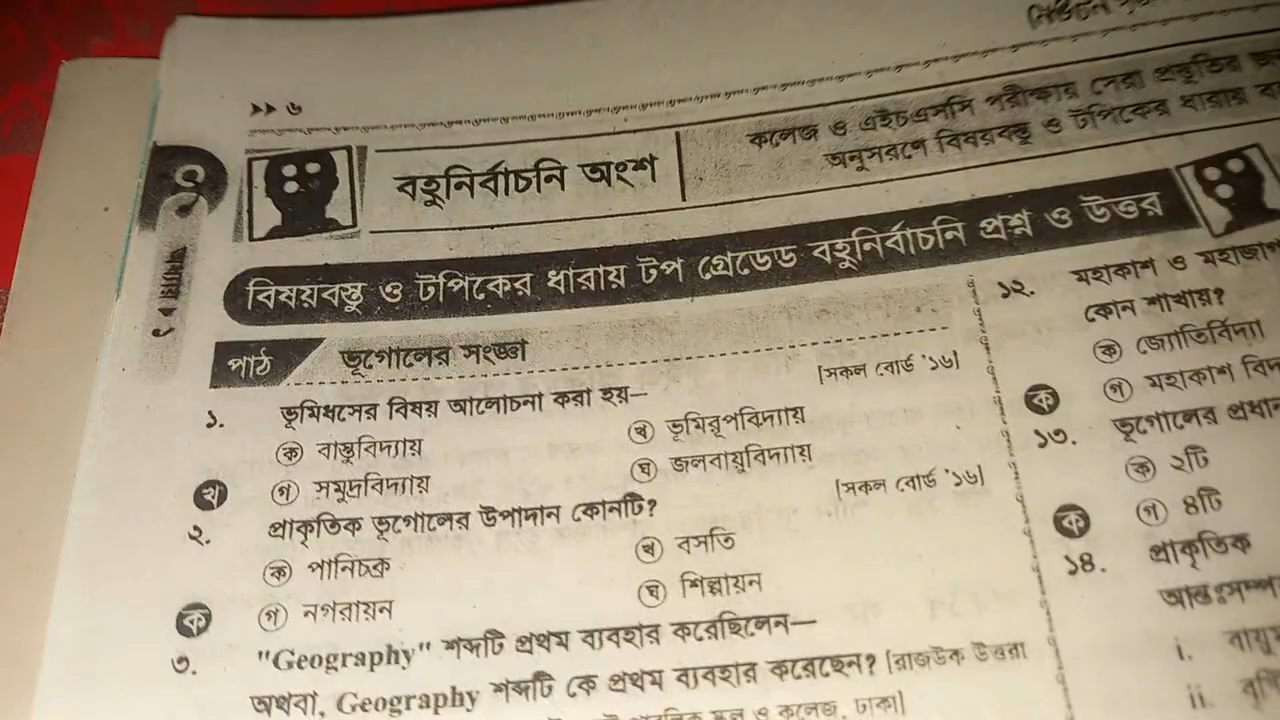 ▶▶ ৬
বহুনির্বাচনি অংশ
কলেজ ও এইচএসসি পরীক্ষার সেরা প্রস্তুতির
অনুসরণে বিষয়বস্তু ও টপিকের ধারায়
বিষয়বস্তু ও টপিকের ধারায় টপ গ্রেডেড বহুনির্বাচনি প্রশ্ন ও উত্তর
পাঠ ভূগোলের সংজ্ঞা
১. ভূমিধসের বিষয় আলোচনা করা হয়— [সকল বোর্ড '১৬]
ক বাস্তুবিদ্যায় খ ভূমিরূপবিদ্যায়
খ গ সমুদ্রবিদ্যায় ঘ জলবায়ুবিদ্যায়
২. প্রাকৃতিক ভূগোলের উপাদান কোনটি? [সকল বোর্ড '১৬]
ক পানিচক্র খ বসতি
ক গ নগরায়ন ঘ শিল্পায়ন
৩. "Geography" শব্দটি প্রথম ব্যবহার করেছিলেন—
অথবা, Geography শব্দটি কে প্রথম ব্যবহার করেছেন? [রাজউক উত্তরা
স্কুল ও কলেজ, ঢাকা]
১২. মহাকাশ ও
কোন শাখায়?
ক জ্যোতির্বিদ্যা
ক গ মহাকাশ
১৩. ভূগোলের প্রধান
ক ২টি
ক গ ৪টি
১৪. প্রাকৃতিক
i.
ii.